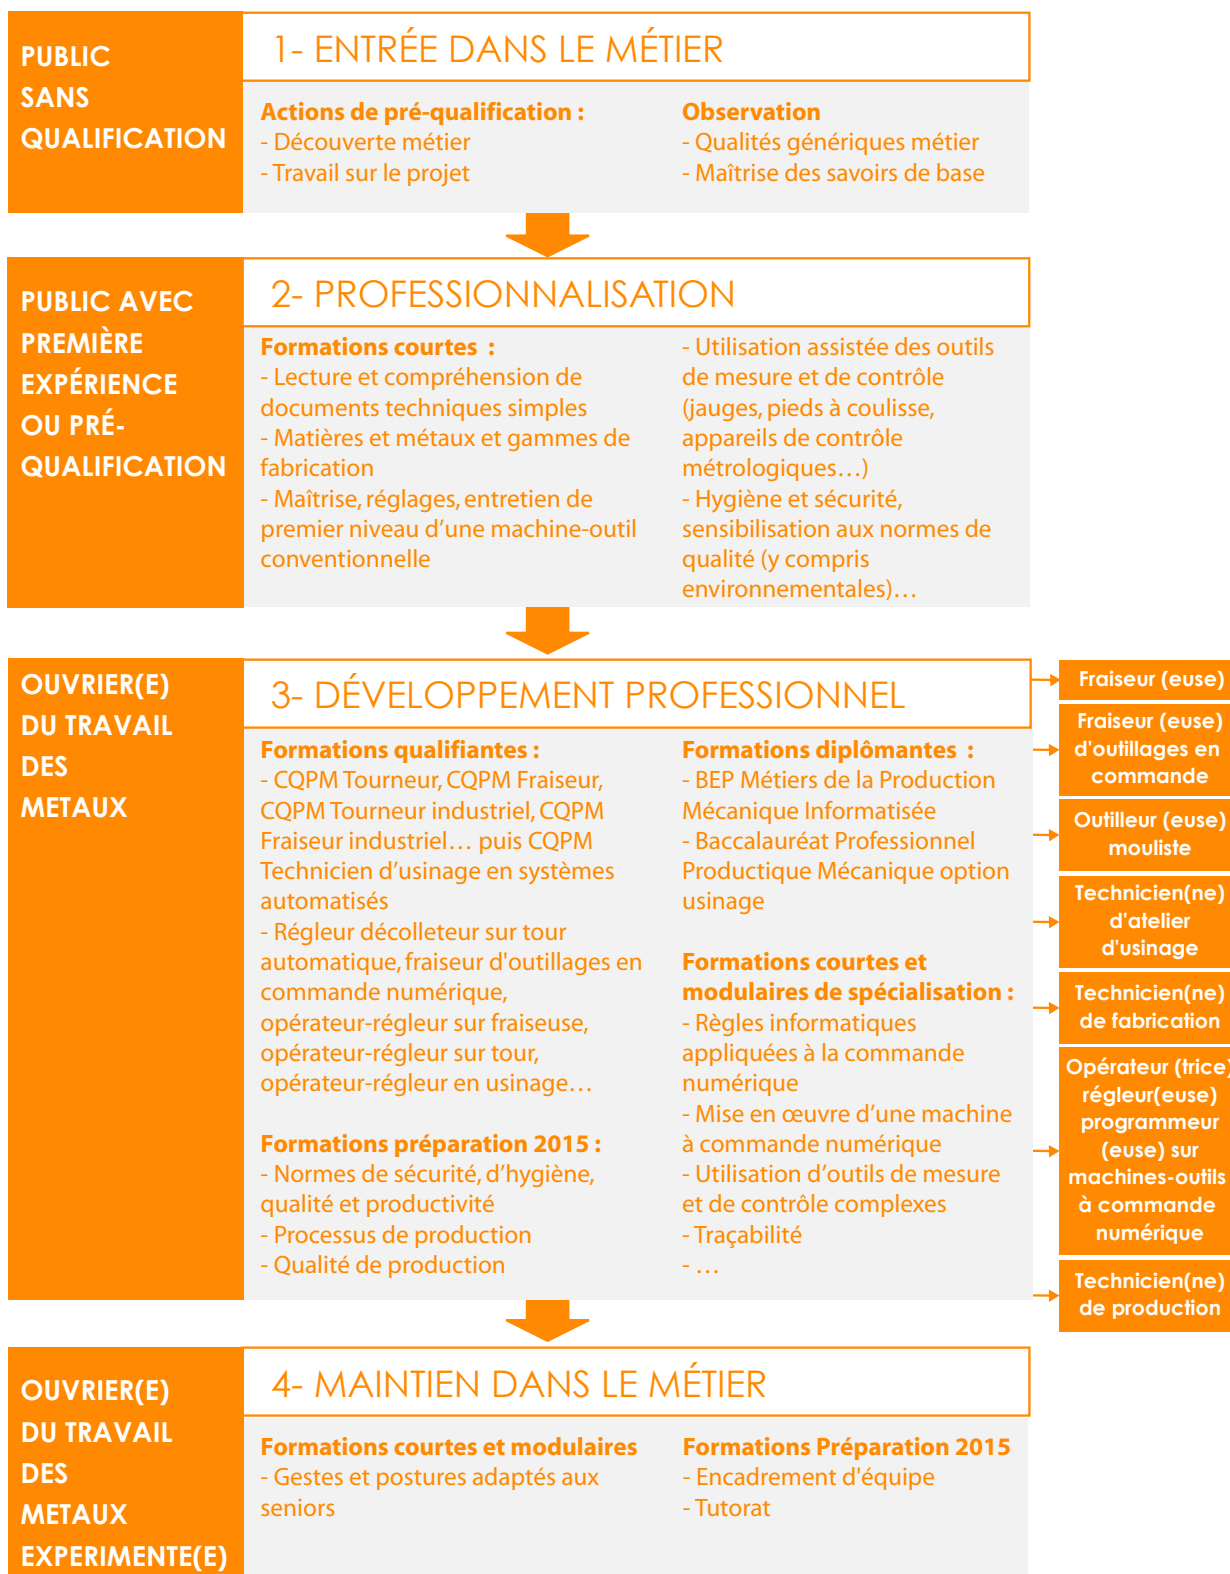 PUBLIC
SANS
QUALIFICATION
1- ENTRÉE DANS LE MÉTIER
Actions de pré-qualification :
- Découverte métier
- Travail sur le projet
Observation
- Qualités génériques métier
- Maîtrise des savoirs de base
PUBLIC AVEC
PREMIÈRE
EXPÉRIENCE
OU PRÉ-
QUALIFICATION
2- PROFESSIONNALISATION
Formations courtes :
- Lecture et compréhension de
documents techniques simples
- Matières et métaux et gammes de
fabrication
- Maîtrise, réglages, entretien de
premier niveau d’une machine-outil
conventionnelle
- Utilisation assistée des outils
de mesure et de contrôle
(jauges, pieds à coulisse,
appareils de contrôle
métrologiques…)
- Hygiène et sécurité,
sensibilisation aux normes de
qualité (y compris
environnementales)…
OUVRIER(E)
DU TRAVAIL
DES
METAUX
3- DÉVELOPPEMENT PROFESSIONNEL
Formations qualifiantes :
- CQPM Tourneur, CQPM Fraiseur,
CQPM Tourneur industriel, CQPM
Fraiseur industriel… puis CQPM
Technicien d’usinage en systèmes
automatisés
- Régleur décolleteur sur tour
automatique, fraiseur d'outillages en
commande numérique,
opérateur-régleur sur fraiseuse,
opérateur-régleur sur tour,
opérateur-régleur en usinage…
Formations préparation 2015 :
- Normes de sécurité, d’hygiène,
qualité et productivité
- Processus de production
- Qualité de production
Formations diplômantes :
- BEP Métiers de la Production
Mécanique Informatisée
- Baccalauréat Professionnel
Productique Mécanique option
usinage
Formations courtes et
modulaires de spécialisation :
- Règles informatiques
appliquées à la commande
numérique
- Mise en œuvre d’une machine
à commande numérique
- Utilisation d’outils de mesure
et de contrôle complexes
- Traçabilité
- …
Fraiseur (euse)
Fraiseur (euse)
d'outillages en
commande
Outilleur (euse)
mouliste
Technicien(ne)
d'atelier
d'usinage
Technicien(ne)
de fabrication
Opérateur (trice)
régleur(euse)
programmeur
(euse) sur
machines-outils
à commande
numérique
Technicien(ne)
de production
OUVRIER(E)
DU TRAVAIL
DES
METAUX
EXPERIMENTE(E)
4- MAINTIEN DANS LE MÉTIER
Formations courtes et modulaires
- Gestes et postures adaptés aux
seniors
Formations Préparation 2015
- Encadrement d'équipe
- Tutorat